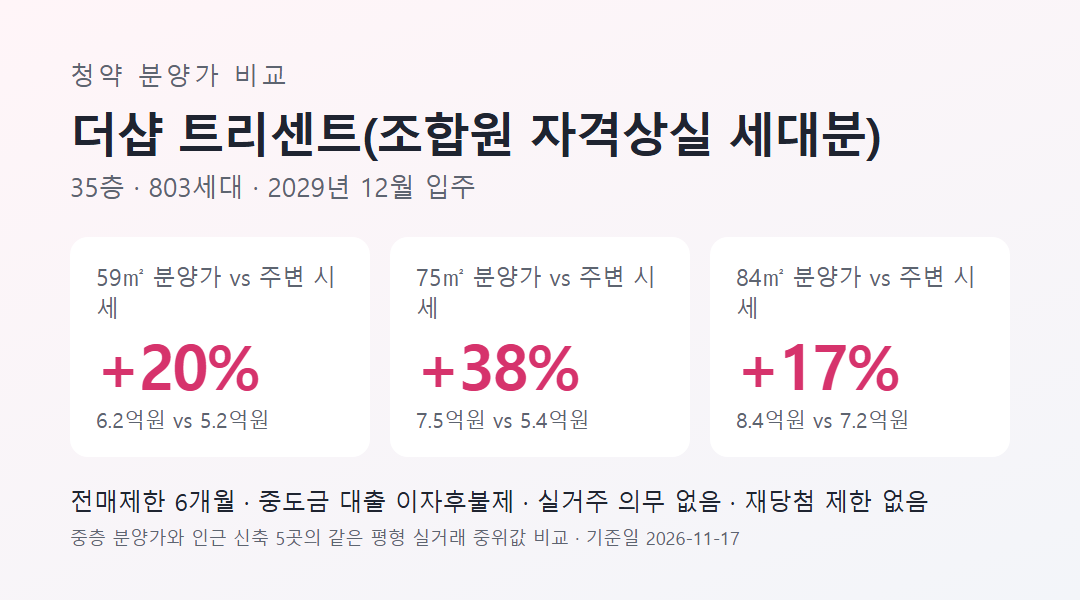 청약 분양가 비교
더샵 트리센트(조합원 자격상실 세대분)
35층 · 803세대 · 2029년 12월 입주
59㎡ 분양가 vs 주변 시
세
+20%
6.2억원 vs 5.2억원
75㎡ 분양가 vs 주변 시
세
+38%
7.5억원 vs 5.4억원
84㎡ 분양가 vs 주변 시
세
+17%
8.4억원 vs 7.2억원
전매제한 6개월 · 중도금 대출 이자후불제 · 실거주 의무 없음 · 재당첨 제한 없음
중층 분양가와 인근 신축 5곳의 같은 평형 실거래 중위값 비교 · 기준일 2026-11-17